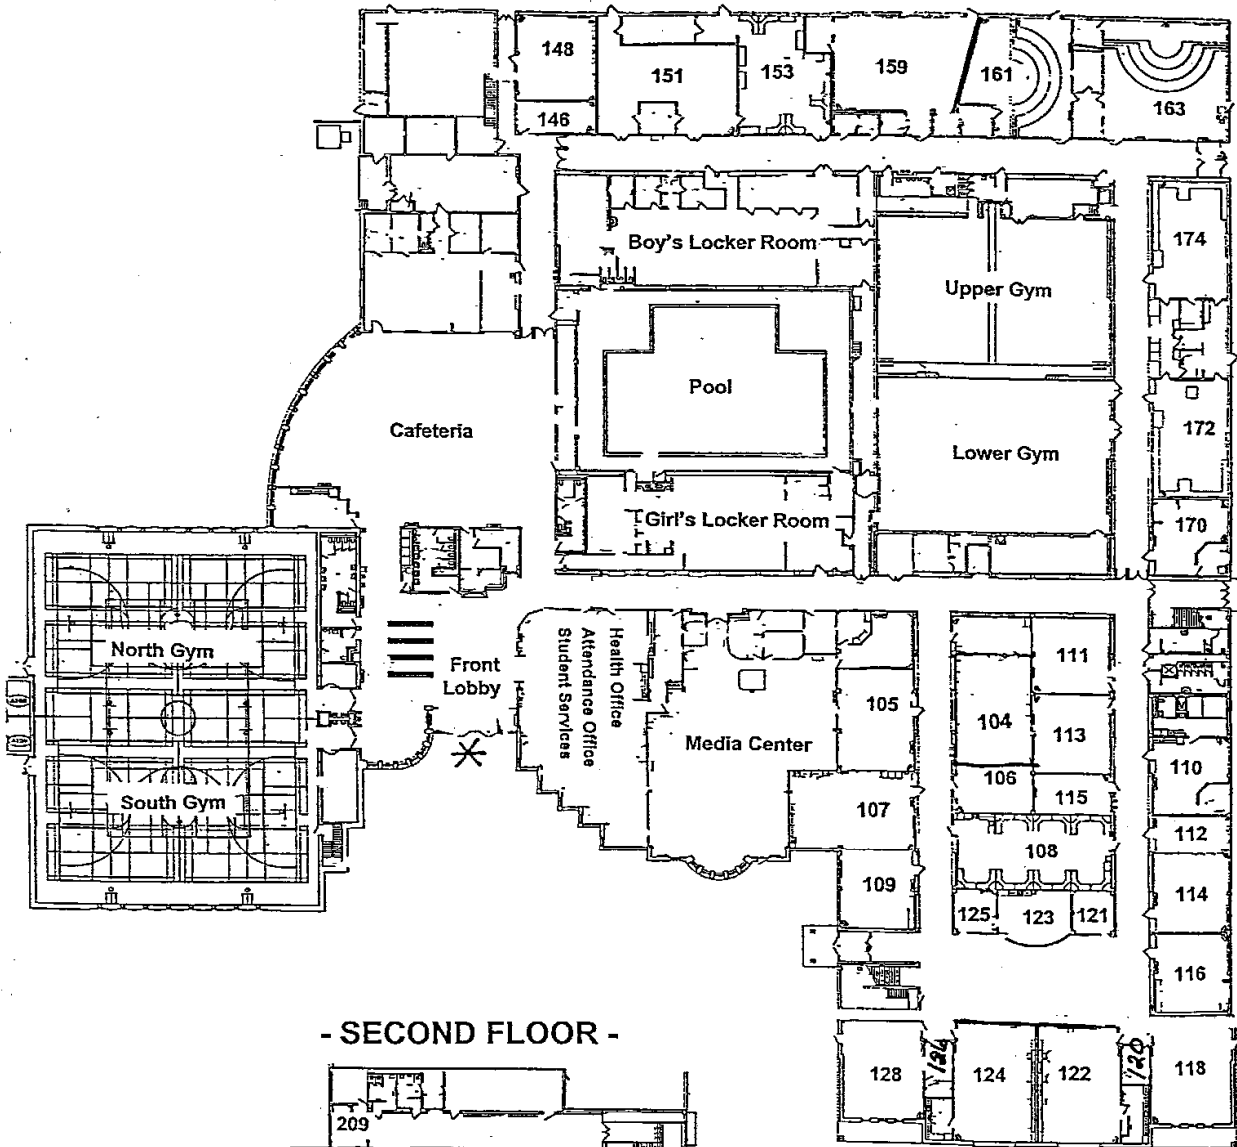 148
151
153
159
161
163
146
174
Boy's Locker Room
Upper Gym
Pool
172
Cafeteria
Lower Gym
Girl's Locker Room
170
North Gym
Front
Lobby
Health Office
Attendance Office
Student Services
111
105
104
113
Media Center
106
110
South Gym
115
107
112
108
109
114
125
123
121
116
- SECOND FLOOR -
128
126
124
122
120
118
209